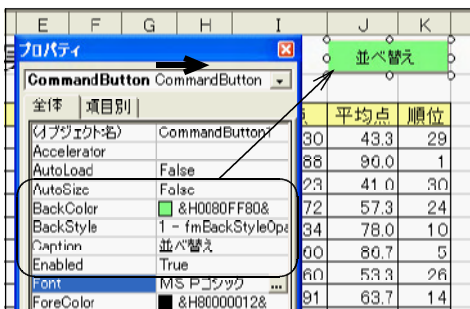 E F G H I J K
プロパティ
並べ替え
CommandButton CommandButton
全体 項目別
点 平均点 順位
(オブジェクト名) CommandButton1
30 43.3 29
Accelerator
88 90.0 1
AutoLoad False
AutoSize False
23 41.0 30
BackColor &H0080FF80&
72 57.3 24
BackStyle 1 - fmBackStyleOpa
34 78.0 10
Caption 並べ替え
60 86.7 5
Enabled True
60 53.3 26
Font MS Pゴシック ...
ForeColor &H80000012&
91 63.7 14